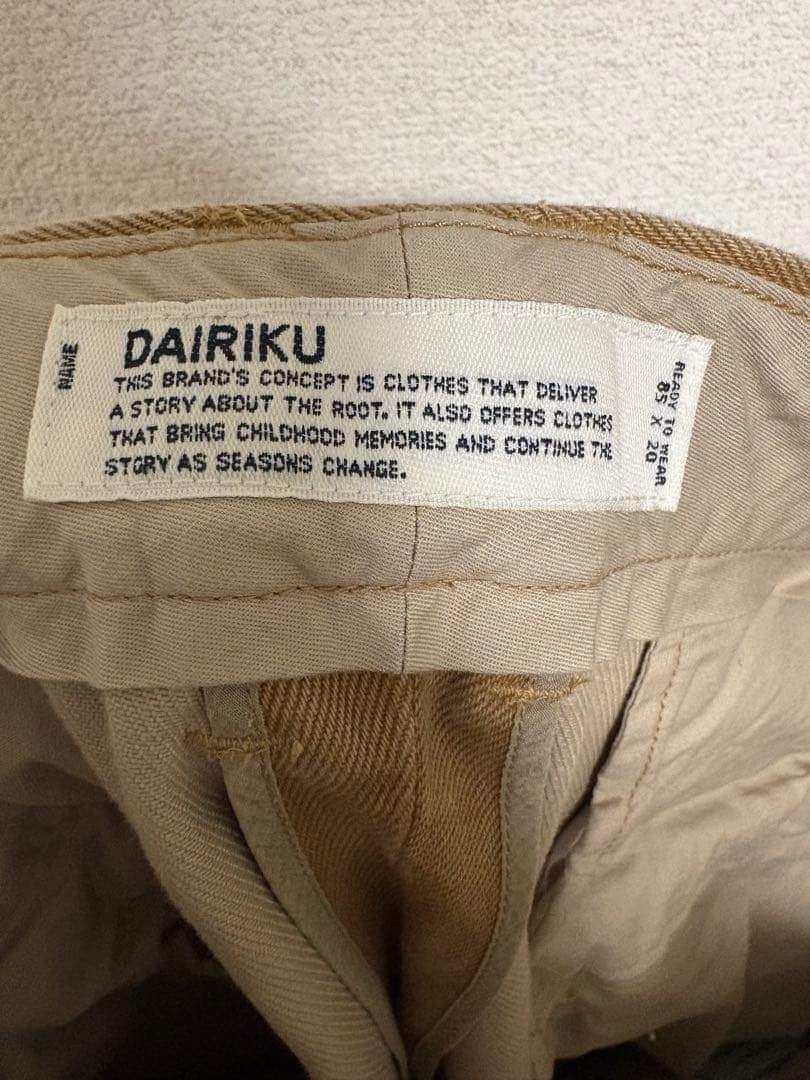 NAME
DAIRIKU
THIS BRAND'S CONCEPT IS CLOTHES THAT DELIVER
A STORY ABOUT THE ROOT. IT ALSO OFFERS CLOTHES
THAT BRING CHILDHOOD MEMORIES AND CONTINUE THE
STORY AS SEASONS CHANGE.
READY TO WEAR
85 X 20